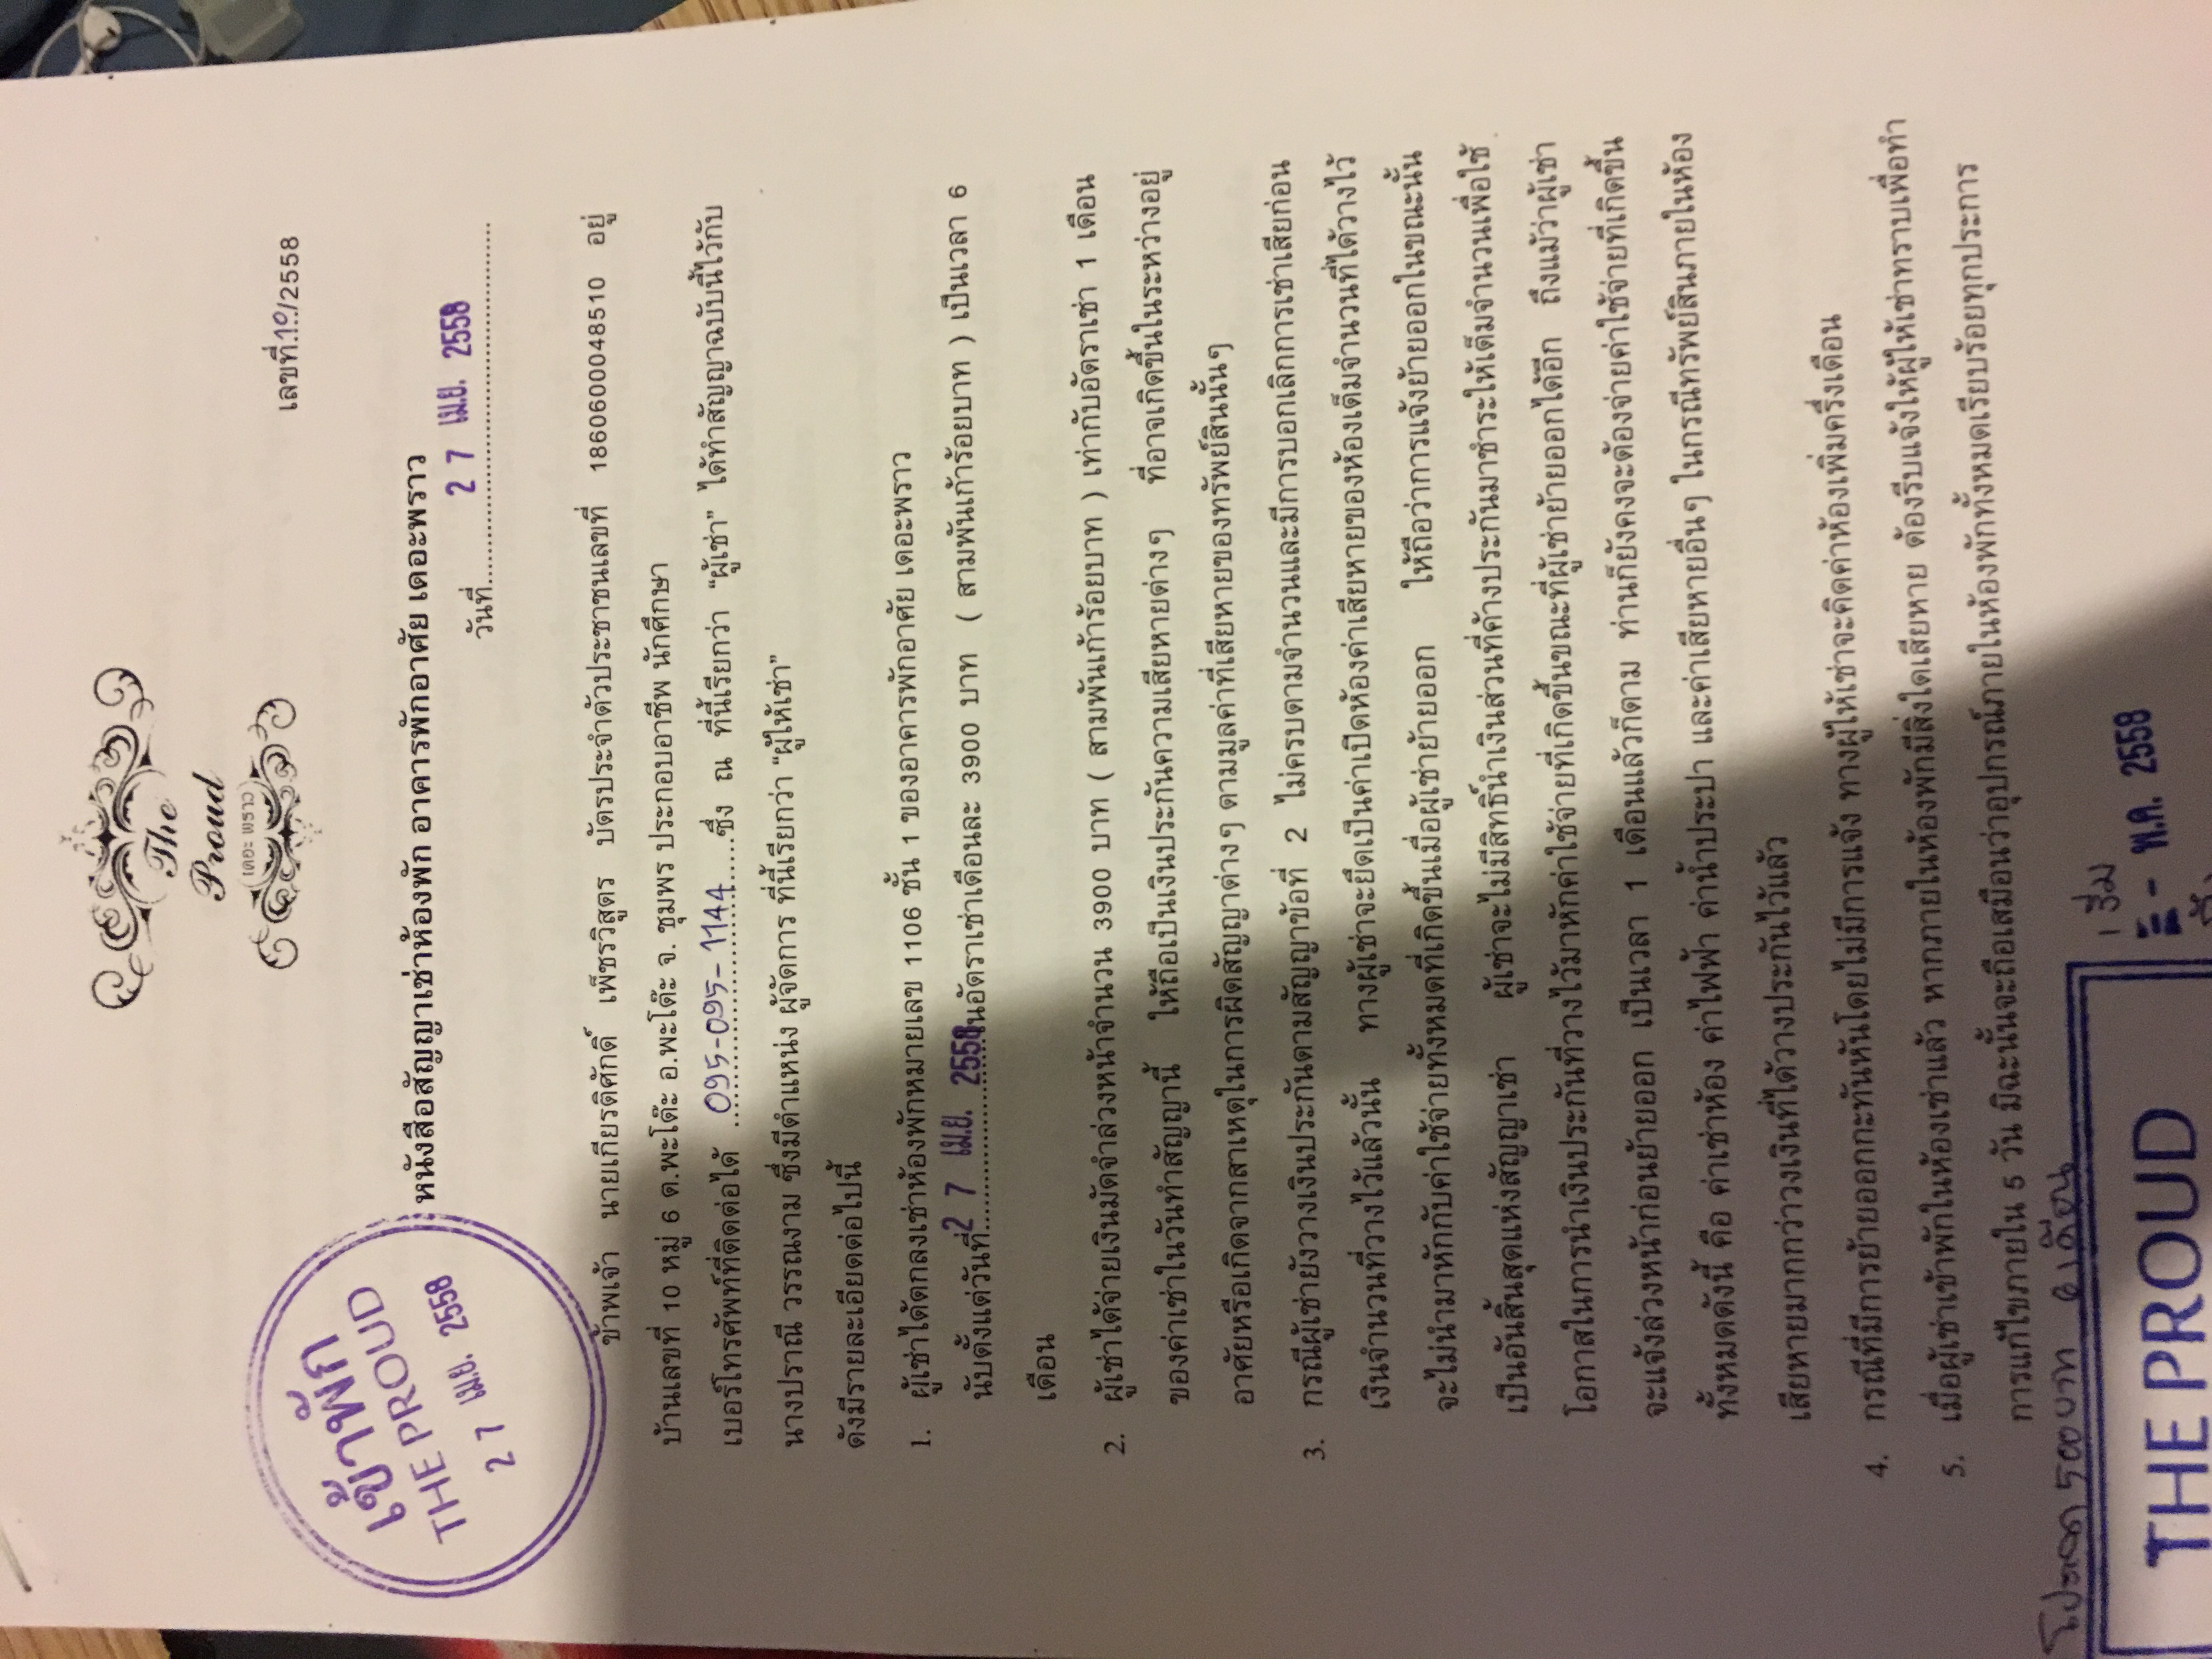 The
Proud
เดอะ พราว
เลขที่.10./2558
เข้าพัก
THE PROUD
27 เม.ย. 2558
หนังสือสัญญาเช่าห้องพัก อาคารพักอาศัย เดอะพราว
วันที่ 27 เม.ย. 2558
ข้าพเจ้า นายเกียรติศักดิ์ เพ็ชรวิสูตร บัตรประจำตัวประชาชนเลขที่ 1860600048510 อยู่
บ้านเลขที่ 10 หมู่ 6 ต.พะโต๊ะ อ.พะโต๊ะ จ. ชุมพร ประกอบอาชีพ นักศึกษา
เบอร์โทรศัพท์ที่ติดต่อได้ 095-095-1144 ซึ่ง ณ ที่นี้เรียกว่า “ผู้เช่า” ได้ทำสัญญาฉบับนี้ไว้กับ
นางปราณี วรรณงาม ซึ่งมีตำแหน่ง ผู้จัดการ ที่นี้เรียกว่า “ผู้ให้เช่า”
ดังมีรายละเอียดต่อไปนี้
1. ผู้เช่าได้ตกลงเช่าห้องพักหมายเลข 1106 ชั้น 1 ของอาคารพักอาศัย เดอะพราว
นับตั้งแต่วันที่ 27 เม.ย. 2558 ในอัตราเช่าเดือนละ 3900 บาท ( สามพันเก้าร้อยบาท ) เป็นเวลา 6
เดือน
2. ผู้เช่าได้จ่ายเงินมัดจำล่วงหน้าจำนวน 3900 บาท ( สามพันเก้าร้อยบาท ) เท่ากับอัตราเช่า 1 เดือน
ของค่าเช่าในวันทำสัญญานี้ ให้ถือเป็นเงินประกันความเสียหายต่างๆ ที่อาจเกิดขึ้นในระหว่างอยู่
อาศัยหรือเกิดจากสาเหตุในการผิดสัญญาต่างๆ ตามมูลค่าที่เสียหายของทรัพย์สินนั้นๆ
3. กรณีผู้เช่ายังวางเงินประกันตามสัญญาข้อที่ 2 ไม่ครบตามจำนวนและมีการบอกเลิกการเช่าเสียก่อน
เงินจำนวนที่วางไว้แล้วนั้น ทางผู้เช่าจะยึดเป็นค่าเปิดห้องค่าเสียหายของห้องเต็มจำนวนที่ได้วางไว้
จะไม่นำมาหักกับค่าใช้จ่ายทั้งหมดที่เกิดขึ้นเมื่อผู้เช่าย้ายออก ให้ถือว่าการแจ้งย้ายออกในขณะนั้น
เป็นอันสิ้นสุดแห่งสัญญาเช่า ผู้เช่าจะไม่มีสิทธิ์นำเงินส่วนที่ค้างประกันมาชำระให้เต็มจำนวนเพื่อใช้
โอกาสในการนำเงินประกันที่วางไว้มาหักค่าใช้จ่ายที่เกิดขึ้นขณะที่ผู้เช่าย้ายออกได้อีก ถึงแม้ว่าผู้เช่า
จะแจ้งล่วงหน้าก่อนย้ายออก เป็นเวลา 1 เดือนแล้วก็ตาม ท่านก็ยังคงจะต้องจ่ายค่าใช้จ่ายที่เกิดขึ้น
ทั้งหมดดังนี้ คือ ค่าเช่าห้อง ค่าไฟฟ้า ค่าน้ำประปา และค่าเสียหายอื่นๆ ในกรณีทรัพย์สินภายในห้อง
เสียหายมากกว่าวงเงินที่ได้วางประกันไว้แล้ว
4. กรณีที่มีการย้ายออกกะทันหันโดยไม่มีการแจ้ง ทางผู้ให้เช่าจะคิดค่าห้องเพิ่มครึ่งเดือน
5. เมื่อผู้เช่าเข้าพักในห้องเช่าแล้ว หากภายในห้องพักมีสิ่งใดเสียหาย ต้องรีบแจ้งให้ผู้ให้เช่าทราบเพื่อทำ
การแก้ไขภายใน 5 วัน มิฉะนั้นจะถือเสมือนว่าอุปกรณ์ภายในห้องพักทั้งหมดเรียบร้อยทุกประการ
โปรลด 500 บาท 6 เดือน
THE PROUD
เริ่ม
- พ.ค. 2558